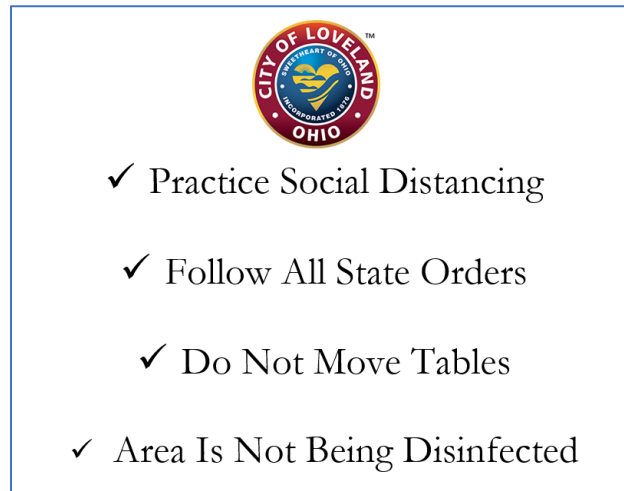 CITY OF LOVELAND
™
SWEETHEART OF OHIO
INCORPORATED 1876
OHIO
✓ Practice Social Distancing
✓ Follow All State Orders
✓ Do Not Move Tables
✓ Area Is Not Being Disinfected